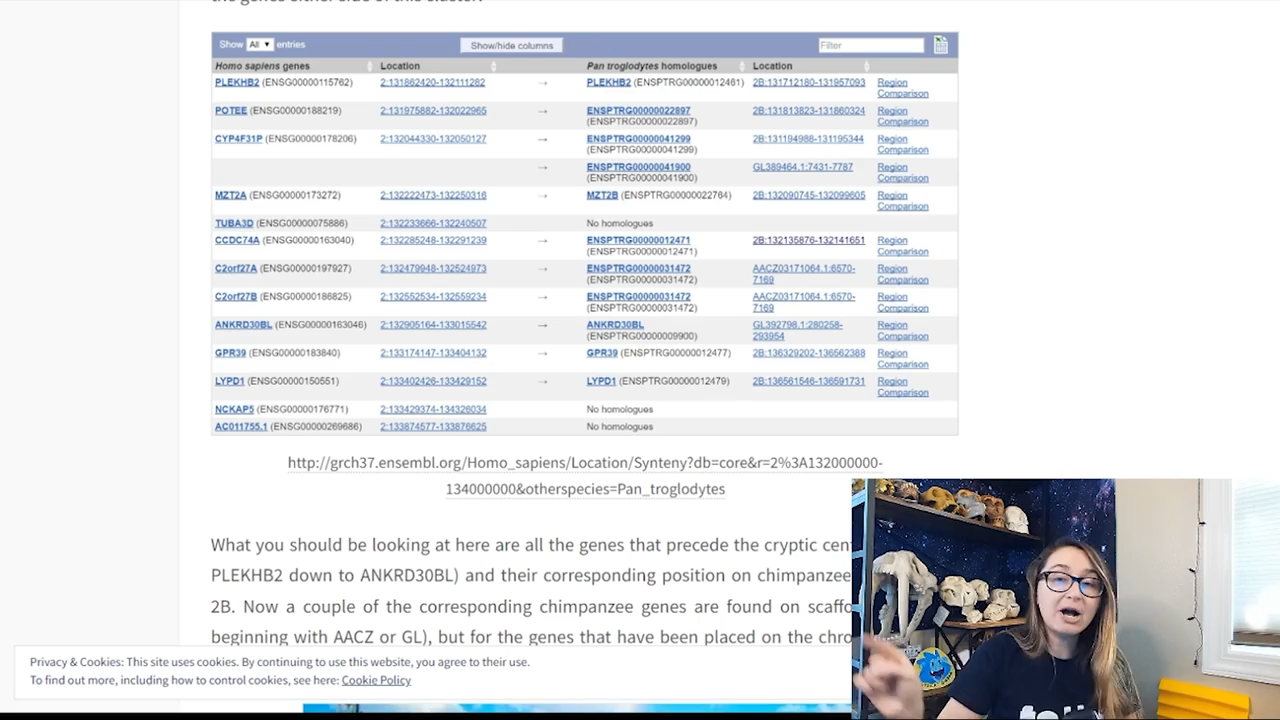 the genes either side of this cluster.
Show All ▼ entries Show/hide columns Filter
Homo sapiens genes Location Pan troglodytes homologues Location
PLEKHB2 (ENSG00000115762) 2:131862420-132111282 → PLEKHB2 (ENSPTRG00000012461) 2B:131712180-131957093 Region
Comparison
POTEE (ENSG00000188219) 2:131975882-132022965 → ENSPTRG00000022897 2B:131813823-131860324 Region
(ENSPTRG00000022897) Comparison
CYP4F31P (ENSG00000178206) 2:132044330-132050127 → ENSPTRG00000041299 2B:131194988-131195344 Region
(ENSPTRG00000041299) Comparison
→ ENSPTRG00000041900 GL389464.1:7431-7787 Region
(ENSPTRG00000041900) Comparison
MZT2A (ENSG00000173272) 2:132222473-132250316 → MZT2B (ENSPTRG00000022764) 2B:132090745-132099605 Region
Comparison
TUBA3D (ENSG00000075886) 2:132233666-132240507 No homologues
CCDC74A (ENSG00000163040) 2:132285248-132291239 → ENSPTRG00000012471 2B:132135876-132141651 Region
(ENSPTRG00000012471) Comparison
C2orf27A (ENSG00000197927) 2:132479948-132524973 → ENSPTRG00000031472 AACZ03171064.1:6570- Region
(ENSPTRG00000031472) 7169 Comparison
C2orf27B (ENSG00000186825) 2:132552534-132559234 → ENSPTRG00000031472 AACZ03171064.1:6570- Region
(ENSPTRG00000031472) 7169 Comparison
ANKRD30BL (ENSG00000163046) 2:132905164-133015542 → ANKRD30BL GL392798.1:280258- Region
(ENSPTRG00000009900) 293954 Comparison
GPR39 (ENSG00000183840) 2:133174147-133404132 → GPR39 (ENSPTRG00000012477) 2B:136329202-136562388 Region
Comparison
LYPD1 (ENSG00000150551) 2:133402426-133429152 → LYPD1 (ENSPTRG00000012479) 2B:136561546-136591731 Region
Comparison
NCKAP5 (ENSG00000176771) 2:133429374-134326034 No homologues
AC011755.1 (ENSG00000269686) 2:133874577-133876625 No homologues
http://grch37.ensembl.org/Homo_sapiens/Location/Synteny?db=core&r=2%3A132000000-
134000000&otherspecies=Pan_troglodytes
What you should be looking at here are all the genes that precede the cryptic cen
PLEKHB2 down to ANKRD30BL) and their corresponding position on chimpanzee
2B. Now a couple of the corresponding chimpanzee genes are found on scaffo
beginning with AACZ or GL), but for the genes that have been placed on the chro
Privacy & Cookies: This site uses cookies. By continuing to use this website, you agree to their use.
To find out more, including how to control cookies, see here: Cookie Policy